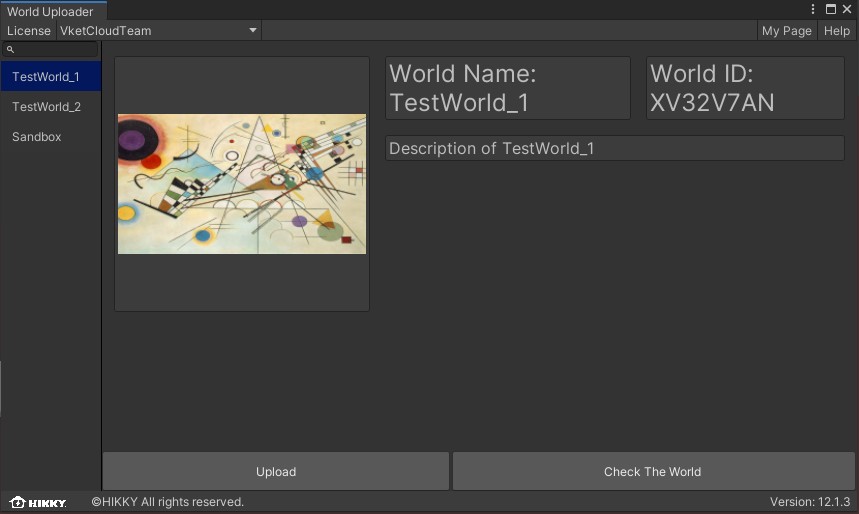 World Uploader
License VketCloudTeam My Page Help
TestWorld_1
TestWorld_2
Sandbox
World Name:
TestWorld_1
World ID:
XV32V7AN
Description of TestWorld_1
Upload Check The World
HIKKY ©HIKKY All rights reserved. Version: 12.1.3